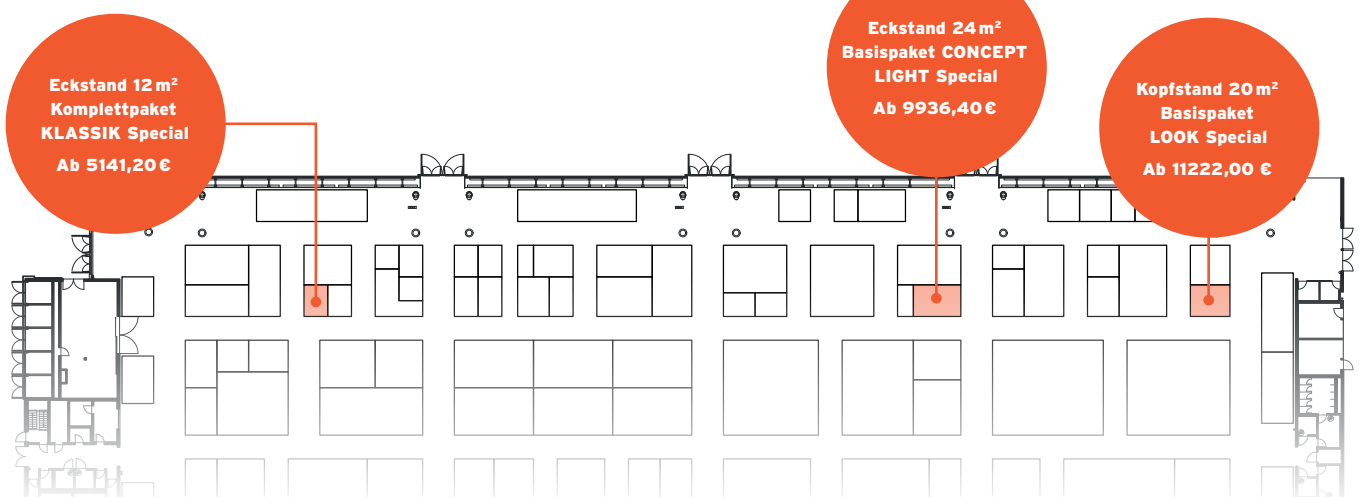 Eckstand 12 m²
Komplettpaket
KLASSIK Special
Ab 5141,20 €
Eckstand 24 m²
Basispaket CONCEPT
LIGHT Special
Ab 9936,40 €
Kopfstand 20 m²
Basispaket
LOOK Special
Ab 11222,00 €